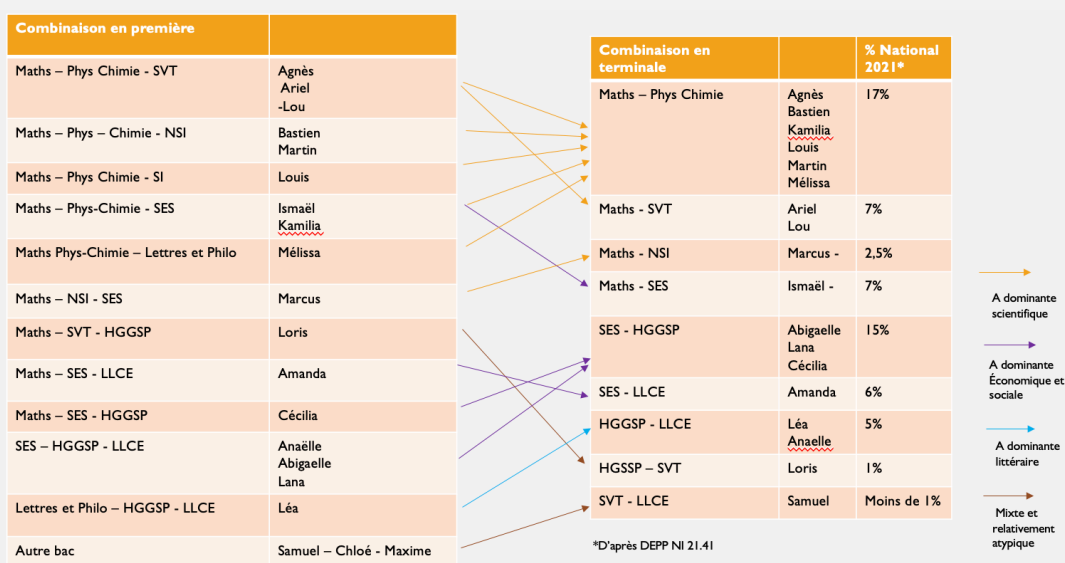 Combinaison en première
Maths – Phys Chimie - SVT
Agnès
Ariel
-Lou
Maths – Phys – Chimie - NSI
Bastien
Martin
Maths – Phys Chimie - SI
Louis
Maths – Phys-Chimie - SES
Ismaël
Kamilia
Maths Phys-Chimie – Lettres et Philo
Mélissa
Maths – NSI - SES
Marcus
Maths – SVT - HGGSP
Loris
Maths – SES - LLCE
Amanda
Maths – SES - HGGSP
Cécilia
SES – HGGSP - LLCE
Anaëlle
Abigaelle
Lana
Lettres et Philo – HGGSP - LLCE
Léa
Autre bac
Samuel – Chloé - Maxime
Combinaison en
terminale
% National
2021*
Maths – Phys Chimie
Agnès
Bastien
Kamilia
Louis
Martin
Mélissa
17%
Maths - SVT
Ariel
Lou
7%
Maths - NSI
Marcus -
2,5%
Maths - SES
Ismaël -
7%
SES - HGGSP
Abigaelle
Lana
Cécilia
15%
SES - LLCE
Amanda
6%
HGGSP - LLCE
Léa
Anaelle
5%
HGSSP – SVT
Loris
1%
SVT - LLCE
Samuel
Moins de 1%
*D'après DEPP NI 21.41
A dominante
scientifique
A dominante
Économique et
sociale
A dominante
littéraire
Mixte et
relativement
atypique